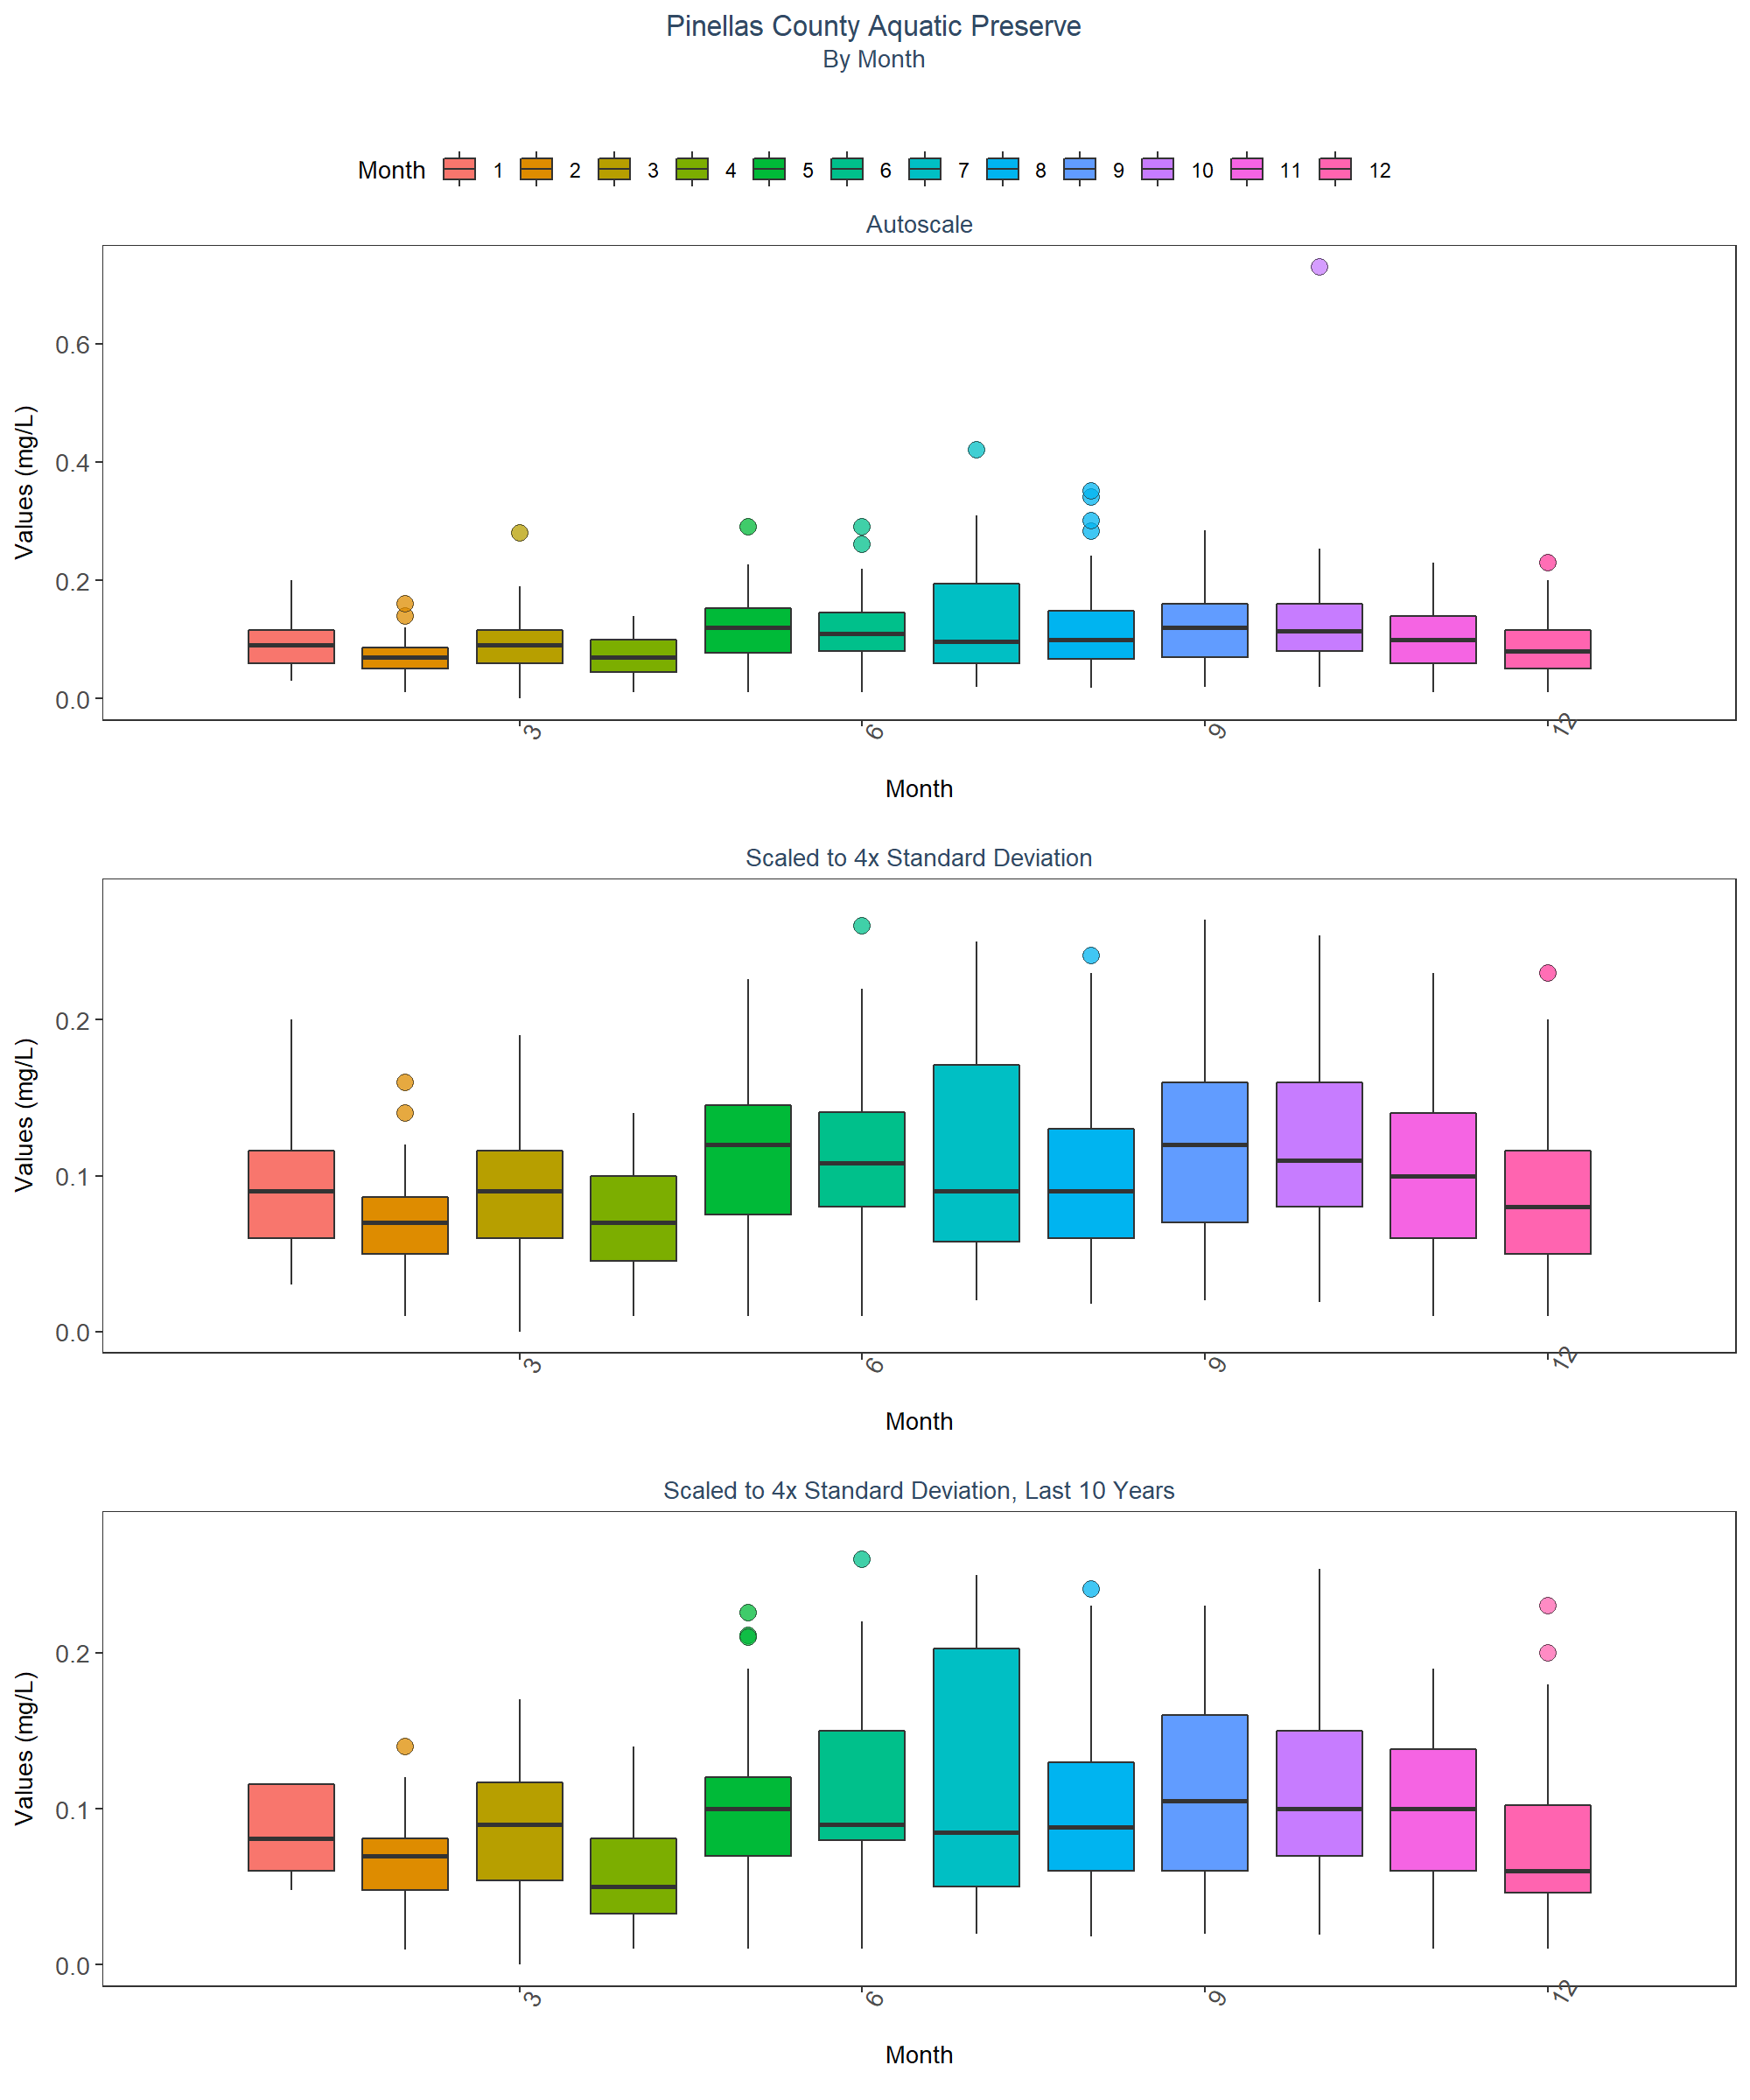 Pinellas County Aquatic Preserve
By Month
Month 1 2 3 4 5 6 7 8 9 10 11 12
Autoscale
Values (mg/L)
0.6
0.4
0.2
0.0
3 6 9 12
Month
Scaled to 4x Standard Deviation
Values (mg/L)
0.2
0.1
0.0
3 6 9 12
Month
Scaled to 4x Standard Deviation, Last 10 Years
Values (mg/L)
0.2
0.1
0.0
3 6 9 12
Month